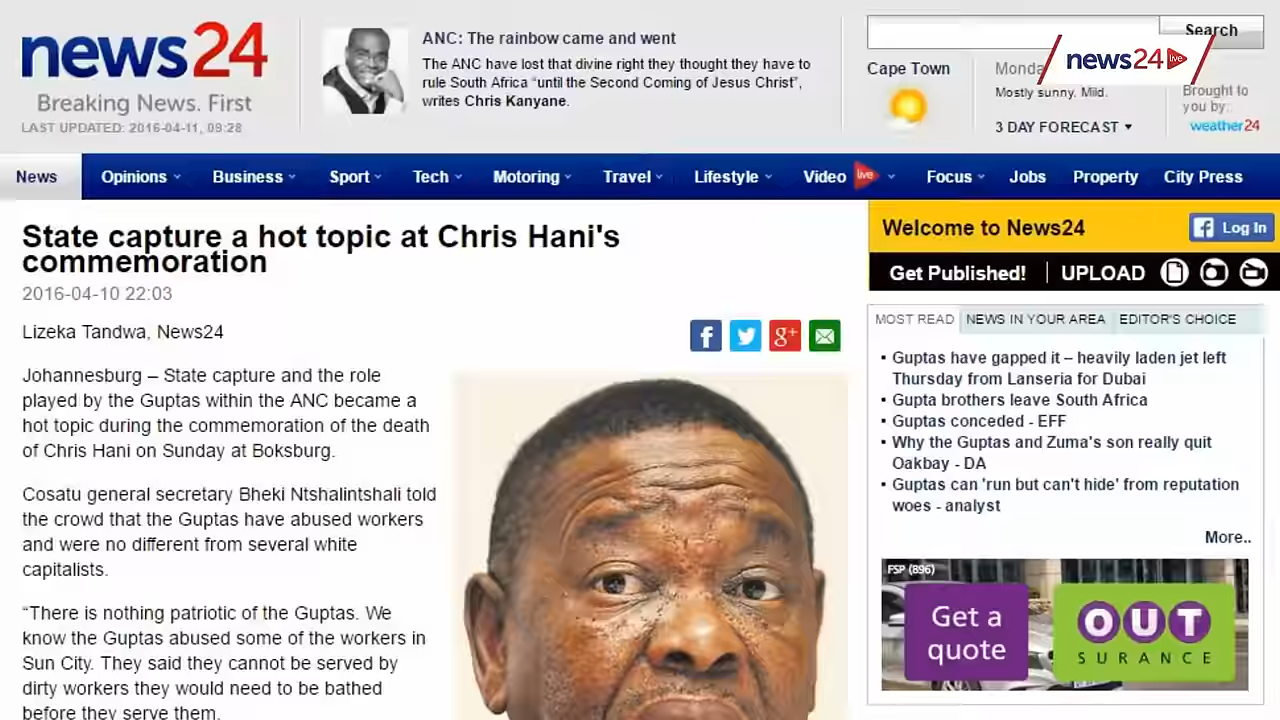 news24
Breaking News. First
LAST UPDATED: 2016-04-11, 09:28
ANC: The rainbow came and went
The ANC have lost that divine right they thought they have to
rule South Africa “until the Second Coming of Jesus Christ”,
writes Chris Kanyane.
Search
Cape Town
Monda
Mostly sunny. Mild.
3 DAY FORECAST
news24 live
Brought to
you by:
weather24
News Opinions Business Sport Tech Motoring Travel Lifestyle Video live Focus Jobs Property City Press
State capture a hot topic at Chris Hani's
commemoration
2016-04-10 22:03
Lizeka Tandwa, News24
f g+
Johannesburg – State capture and the role
played by the Guptas within the ANC became a
hot topic during the commemoration of the death
of Chris Hani on Sunday at Boksburg.
Cosatu general secretary Bheki Ntshalintshali told
the crowd that the Guptas have abused workers
and were no different from several white
capitalists.
“There is nothing patriotic of the Guptas. We
know the Guptas abused some of the workers in
Sun City. They said they cannot be served by
dirty workers they would need to be bathed
before they serve them.
Welcome to News24
f Log In
Get Published! UPLOAD
MOST READ NEWS IN YOUR AREA EDITOR'S CHOICE
Guptas have gapped it – heavily laden jet left
Thursday from Lanseria for Dubai
Gupta brothers leave South Africa
Guptas conceded - EFF
Why the Guptas and Zuma's son really quit
Oakbay - DA
Guptas can 'run but can't hide' from reputation
woes - analyst
More..
FSP (896)
Get a
quote
OUT
SURANCE